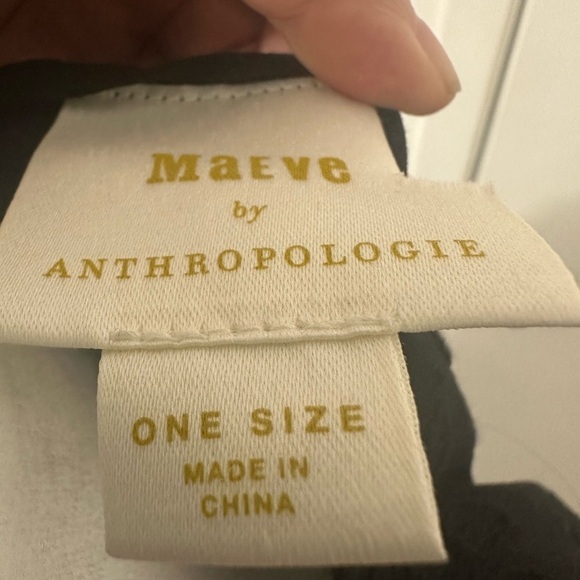 MaEVe
by
ANTHROPOLOGIE
ONE SIZE
MADE IN
CHINA